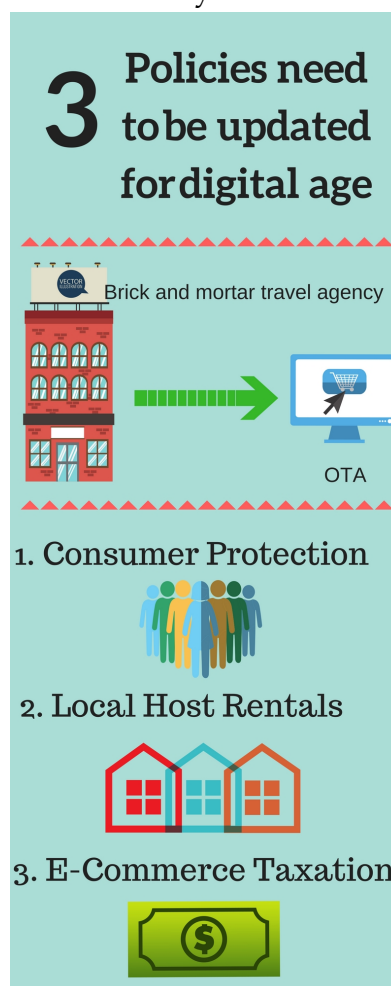 3
Policies need
to be updated
for digital age
VECTOR
ILLUSTRATION
Brick and mortar travel agency
OTA
1. Consumer Protection
2. Local Host Rentals
3. E-Commerce Taxation
$